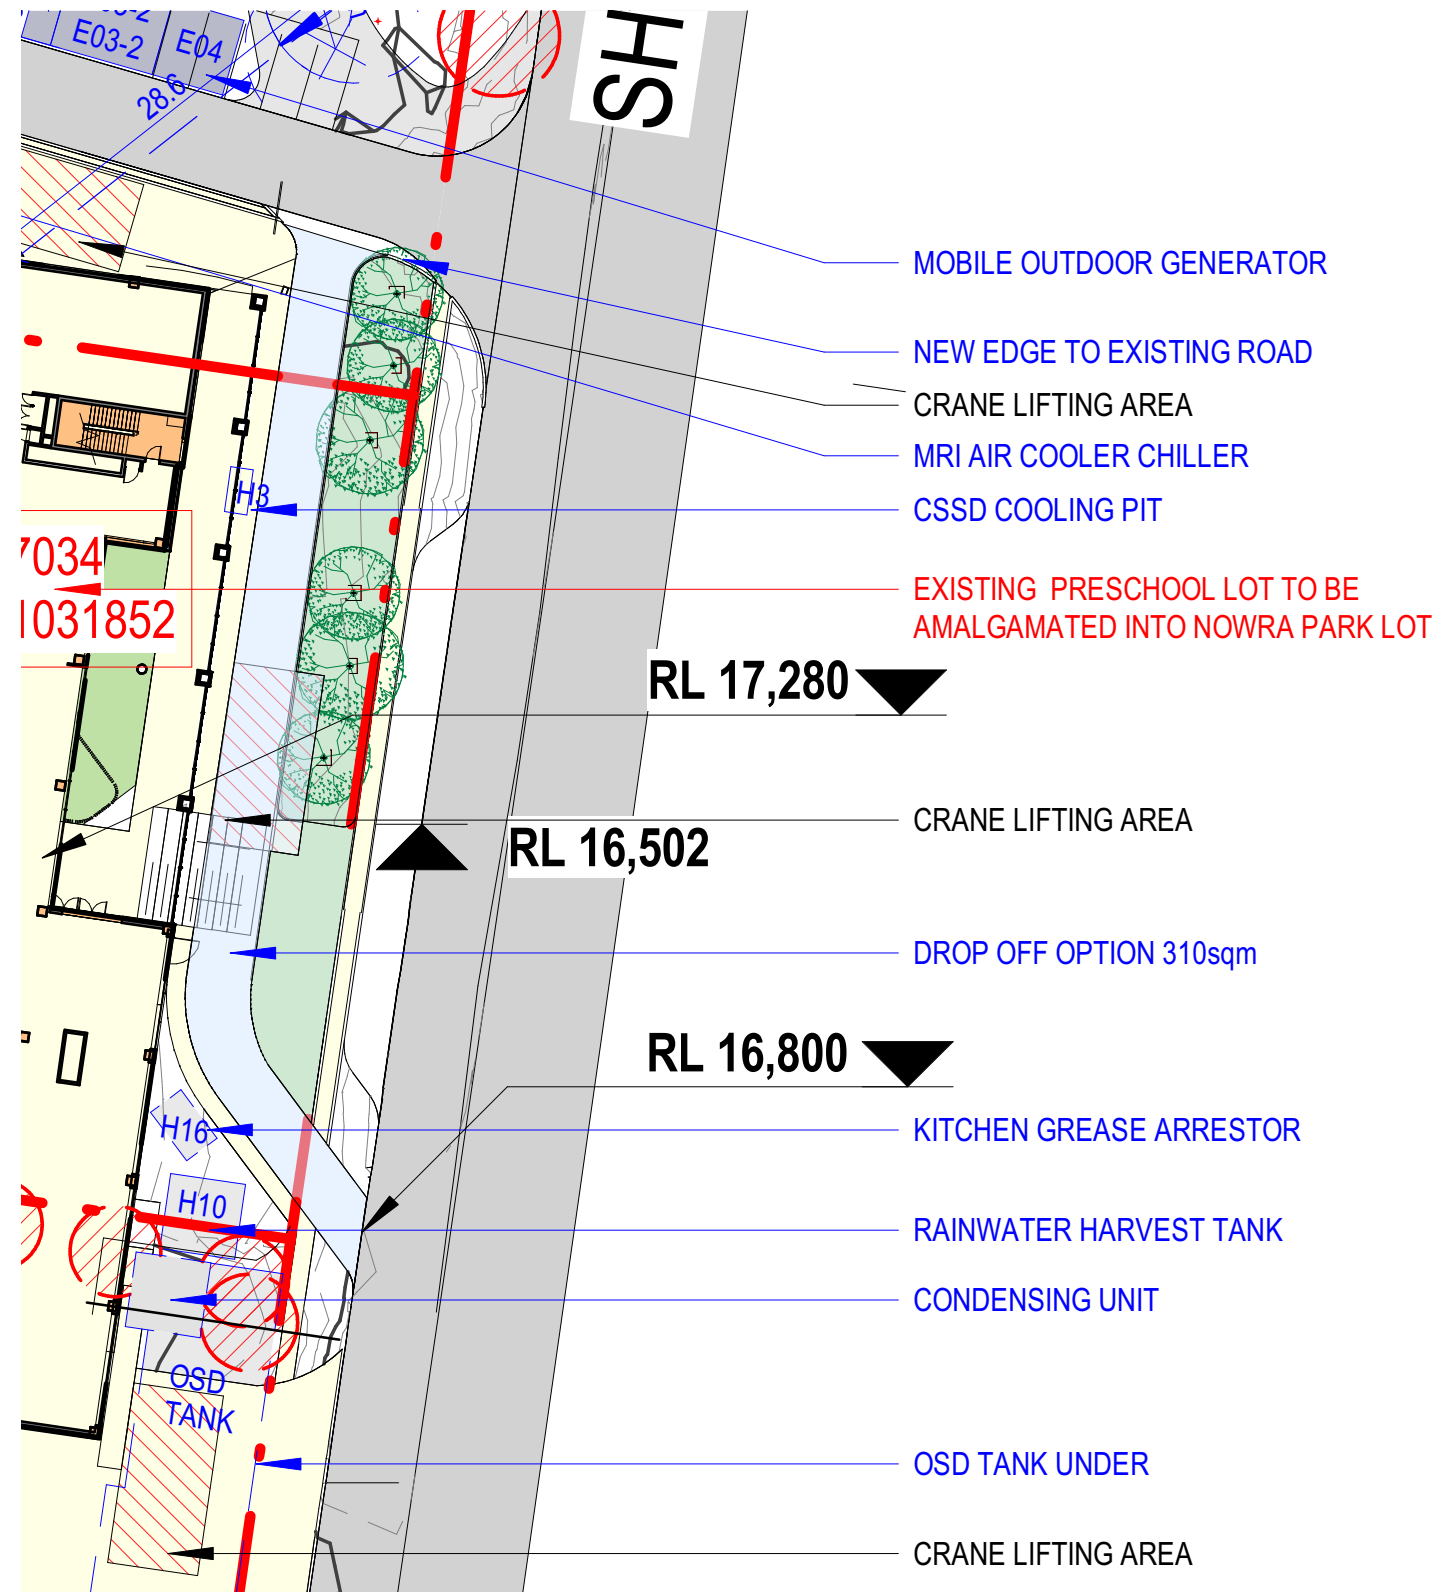 E03-2
E04
28.6
SH
MOBILE OUTDOOR GENERATOR
NEW EDGE TO EXISTING ROAD
CRANE LIFTING AREA
MRI AIR COOLER CHILLER
H3
CSSD COOLING PIT
7034
1031852
EXISTING PRESCHOOL LOT TO BE
AMALGAMATED INTO NOWRA PARK LOT
RL 17,280
CRANE LIFTING AREA
RL 16,502
DROP OFF OPTION 310sqm
RL 16,800
H16
KITCHEN GREASE ARRESTOR
H10
RAINWATER HARVEST TANK
CONDENSING UNIT
OSD
TANK
OSD TANK UNDER
CRANE LIFTING AREA